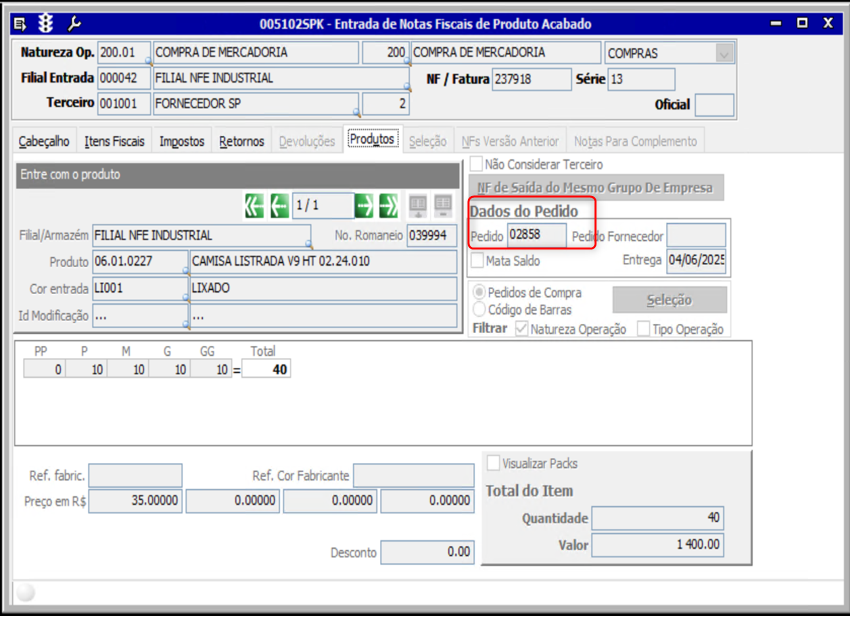 005102SPK - Entrada de Notas Fiscais de Produto Acabado
Natureza Op. 200.01 COMPRA DE MERCADORIA 200 COMPRA DE MERCADORIA COMPRAS
Filial Entrada 000042 FILIAL NFE INDUSTRIAL NF / Fatura 237918 Série 13
Terceiro 001001 FORNECEDOR SP 2 Oficial
Cabeçalho Itens Fiscais Impostos Retornos Devoluções Produtos Seleção NFs Versão Anterior Notas Para Complemento
Não Considerar Terceiro
Entre com o produto
NF de Saída do Mesmo Grupo De Empresa
1/1
Dados do Pedido
Filial/Armazém FILIAL NFE INDUSTRIAL No. Romaneio 039994
Pedido 02858 Pedido Fornecedor
Produto 06.01.0227 CAMISA LISTRADA V9 HT 02.24.010
Mata Saldo Entrega 04/06/2025
Cor entrada LI001 LIXADO
Pedidos de Compra Seleção
Código de Barras
Id Modificação ... ...
Filtrar Natureza Operação Tipo Operação
PP P M G GG Total
0 10 10 10 10 = 40
Visualizar Packs
Ref. fabric. Ref. Cor Fabricante
Total do Item
Preço em R$ 35.00000 0.00000 0.00000 0.00000
Quantidade 40
Valor 1 400.00
Desconto 0.00